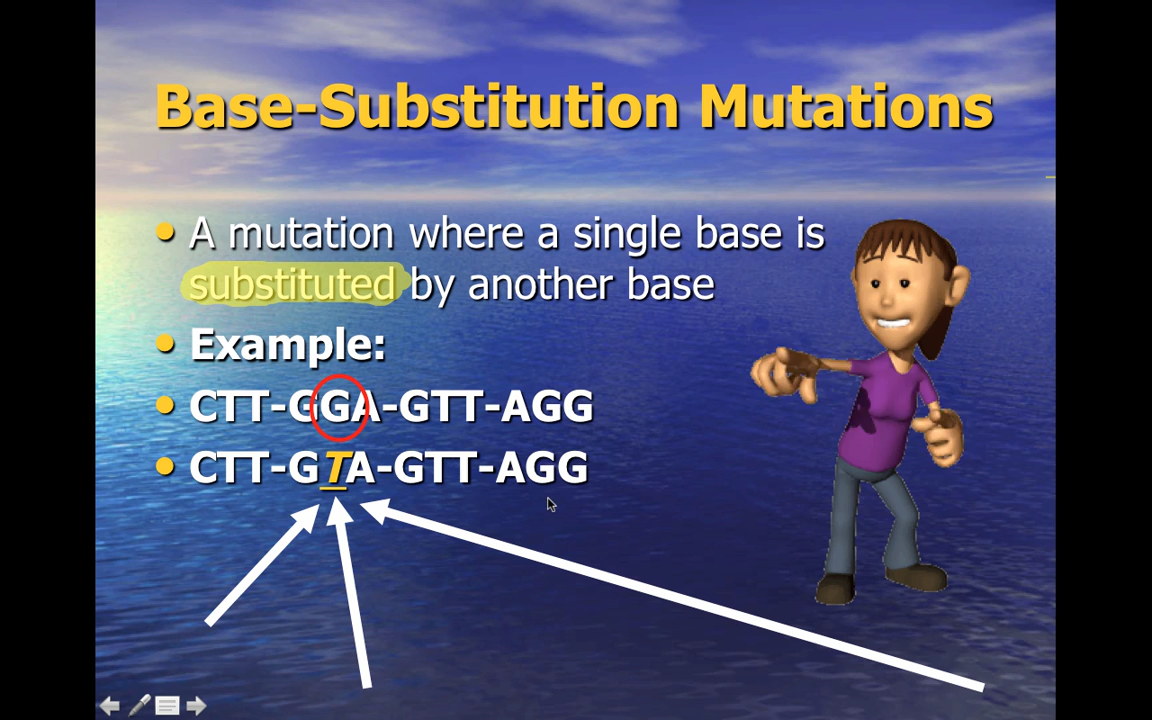 Base-Substitution Mutations
• A mutation where a single base is
substituted by another base
• Example:
• CTT-GGA-GTT-AGG
• CTT-GTA-GTT-AGG